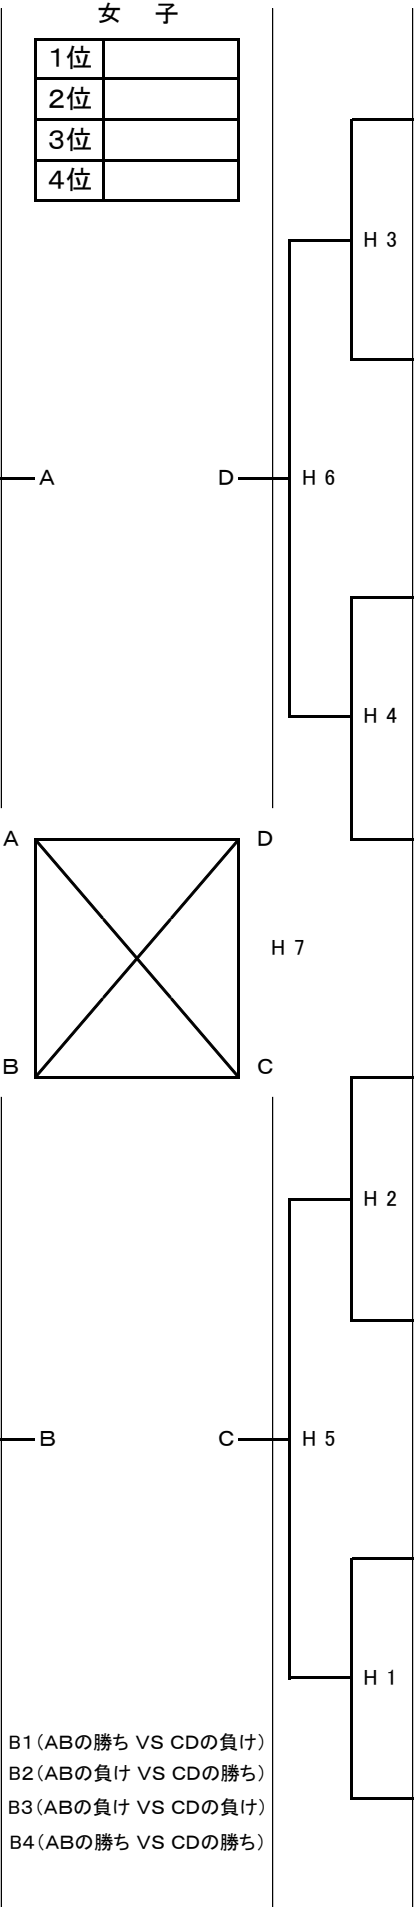 女 子
1位
2位
3位
4位
H 3
A
D
H 6
H 4
A
D
H 7
B
C
H 2
B
C
H 5
H 1
B1(ABの勝ち VS CDの負け)
B2(ABの負け VS CDの勝ち)
B3(ABの負け VS CDの負け)
B4(ABの勝ち VS CDの勝ち)